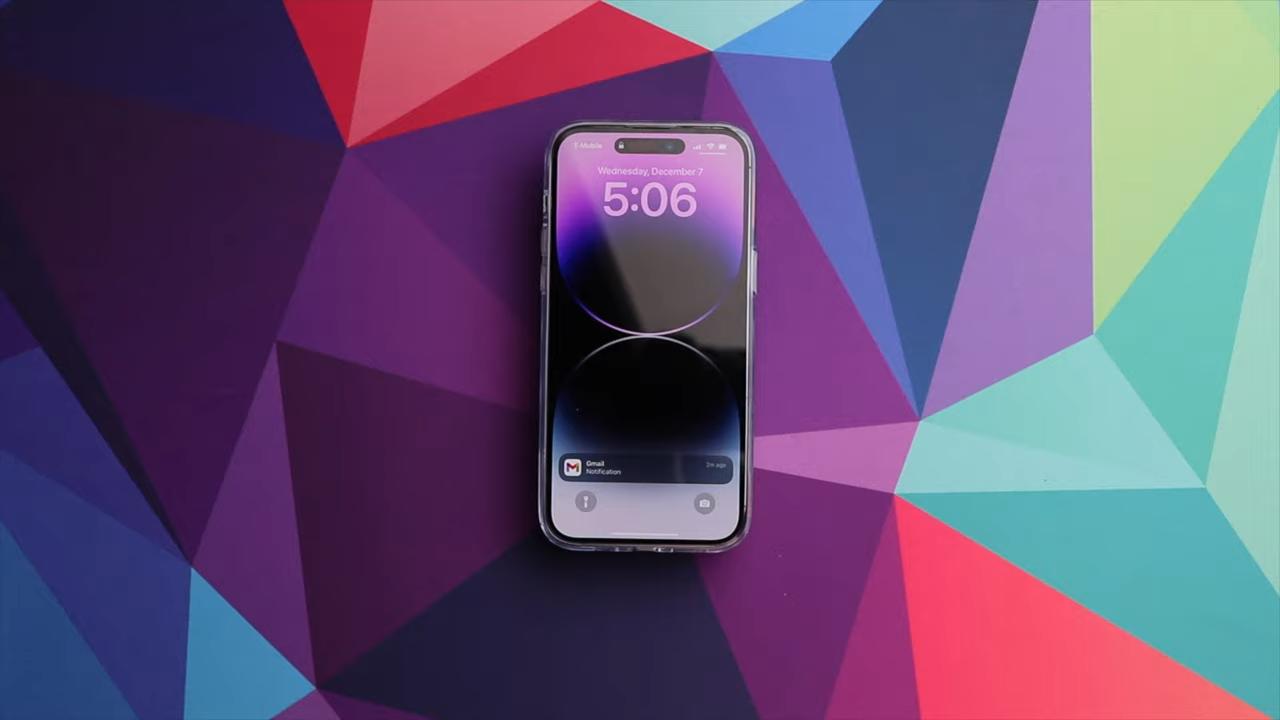 T-Mobile
Wednesday, December 7
5:06
Gmail
2m ago
Notification